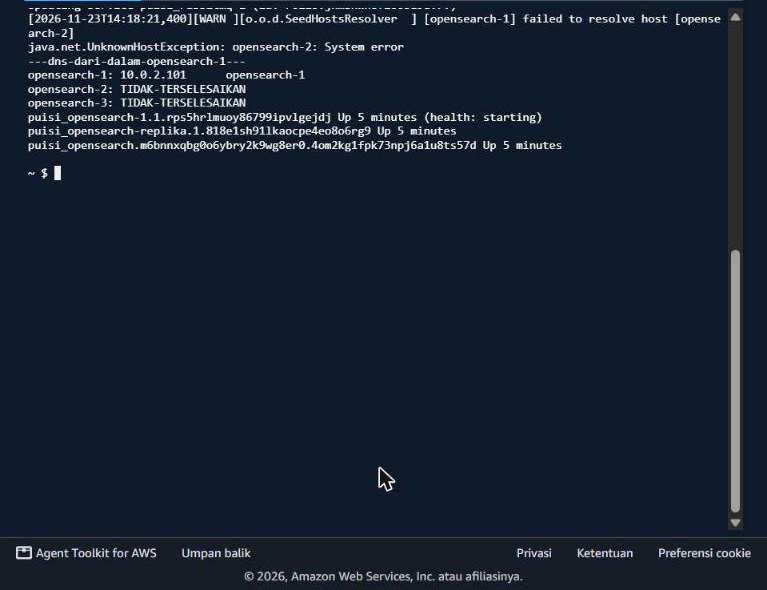 [2026-11-23T14:18:21,400][WARN ][o.o.d.SeedHostsResolver  ] [opensearch-1] failed to resolve host [opense
arch-2]
java.net.UnknownHostException: opensearch-2: System error
---dns-dari-dalam-opensearch-1---
opensearch-1: 10.0.2.101      opensearch-1
opensearch-2: TIDAK-TERSELESAIKAN
opensearch-3: TIDAK-TERSELESAIKAN
puisi_opensearch-1.1.rps5hrlmuoy86799ipvlgejdj Up 5 minutes (health: starting)
puisi_opensearch-replika.1.818e1sh91lkaocpe4eo8o6rg9 Up 5 minutes
puisi_opensearch.m6bnnxqbg0o6ybry2k9wg8er0.4om2kg1fpk73npj6a1u8ts57d Up 5 minutes
~ $
Agent Toolkit for AWS Umpan balik Privasi Ketentuan Preferensi cookie
© 2026, Amazon Web Services, Inc. atau afiliasinya.